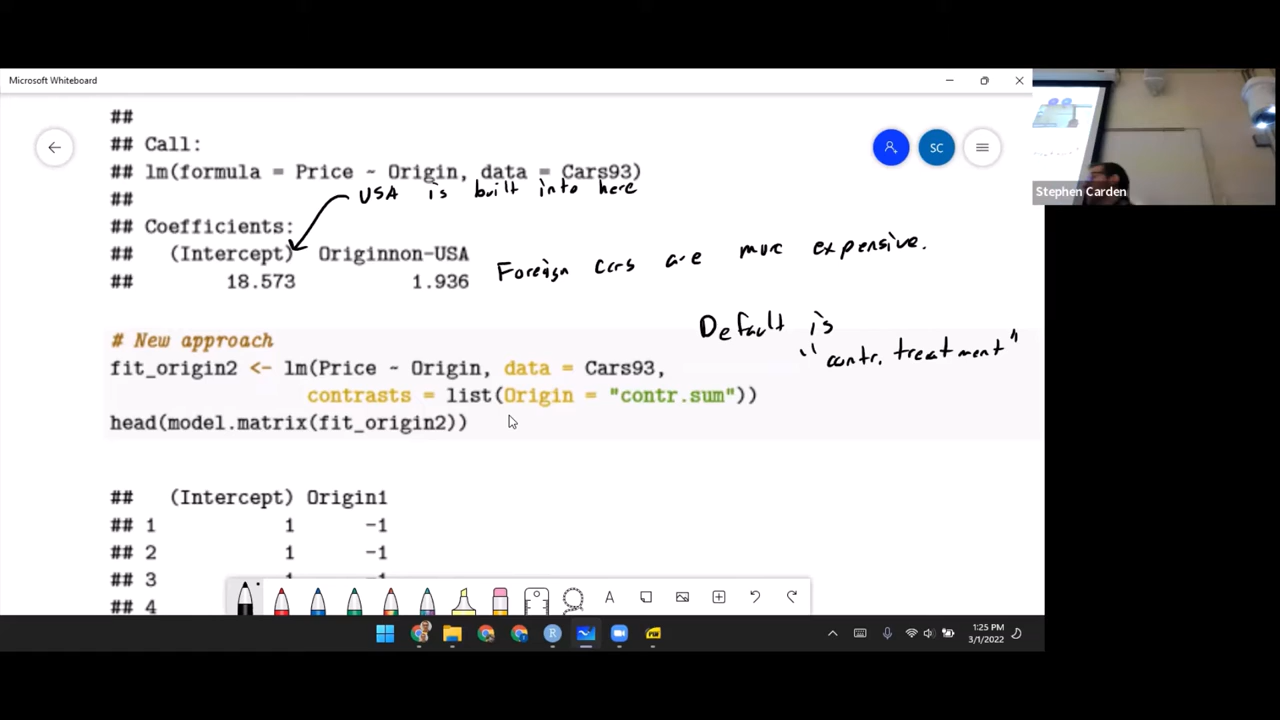 Microsoft Whiteboard
##
## Call:
## lm(formula = Price ~ Origin, data = Cars93)
##
USA is built into here
## Coefficients:
## (Intercept) Originnon-USA
## 18.573 1.936
Foreign cars are more expensive.
# New approach
fit_origin2 <- lm(Price ~ Origin, data = Cars93,
contrasts = list(Origin = "contr.sum"))
head(model.matrix(fit_origin2))
Default is
"contr.treatment"
## (Intercept) Origin1
## 1 1 -1
## 2 1 -1
## 3 1 -1
## 4
SC
Stephen Carden
A
1:25 PM
3/1/2022